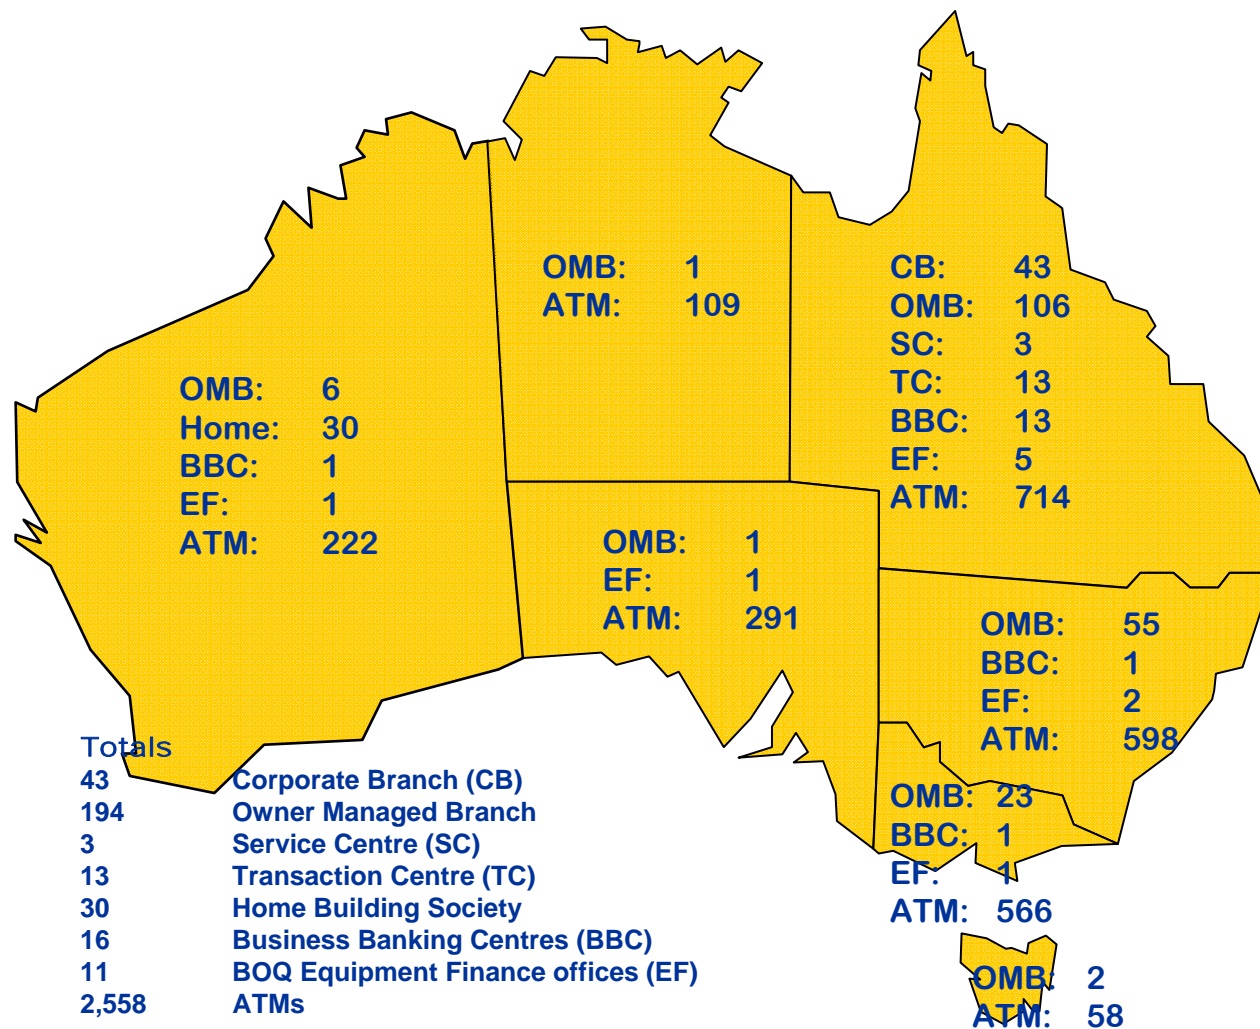 OMB: 1
ATM: 109
CB: 43
OMB: 106
SC: 3
TC: 13
BBC: 13
EF: 5
ATM: 714
OMB: 6
Home: 30
BBC: 1
EF: 1
ATM: 222
OMB: 1
EF: 1
ATM: 291
OMB: 55
BBC: 1
EF: 2
ATM: 598
OMB: 23
BBC: 1
EF: 1
ATM: 566
OMB: 2
ATM: 58
Totals
43 Corporate Branch (CB)
194 Owner Managed Branch
3 Service Centre (SC)
13 Transaction Centre (TC)
30 Home Building Society
16 Business Banking Centres (BBC)
11 BOQ Equipment Finance offices (EF)
2,558 ATMs